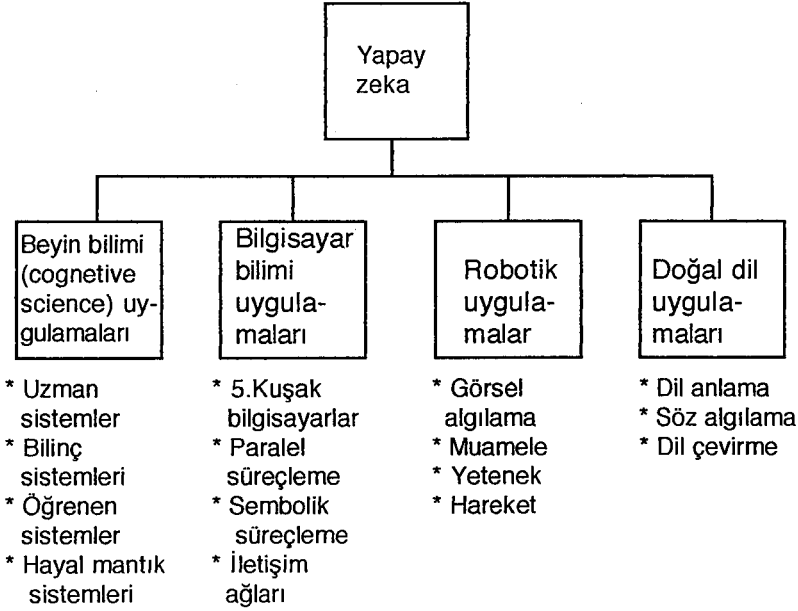 Yapay
zeka
Beyin bilimi
(cognetive
science) uy-
gulamaları
* Uzman
sistemler
* Bilinç
sistemleri
* Öğrenen
sistemler
* Hayal mantık
sistemleri
Bilgisayar
bilimi
uygula-
maları
* 5.Kuşak
bilgisayarlar
* Paralel
süreçleme
* Sembolik
süreçleme
* İletişim
ağları
Robotik
uygula-
malar
* Görsel
algılama
* Muamele
* Yetenek
* Hareket
Doğal dil
uygula-
maları
* Dil anlama
* Söz algılama
* Dil çevirme